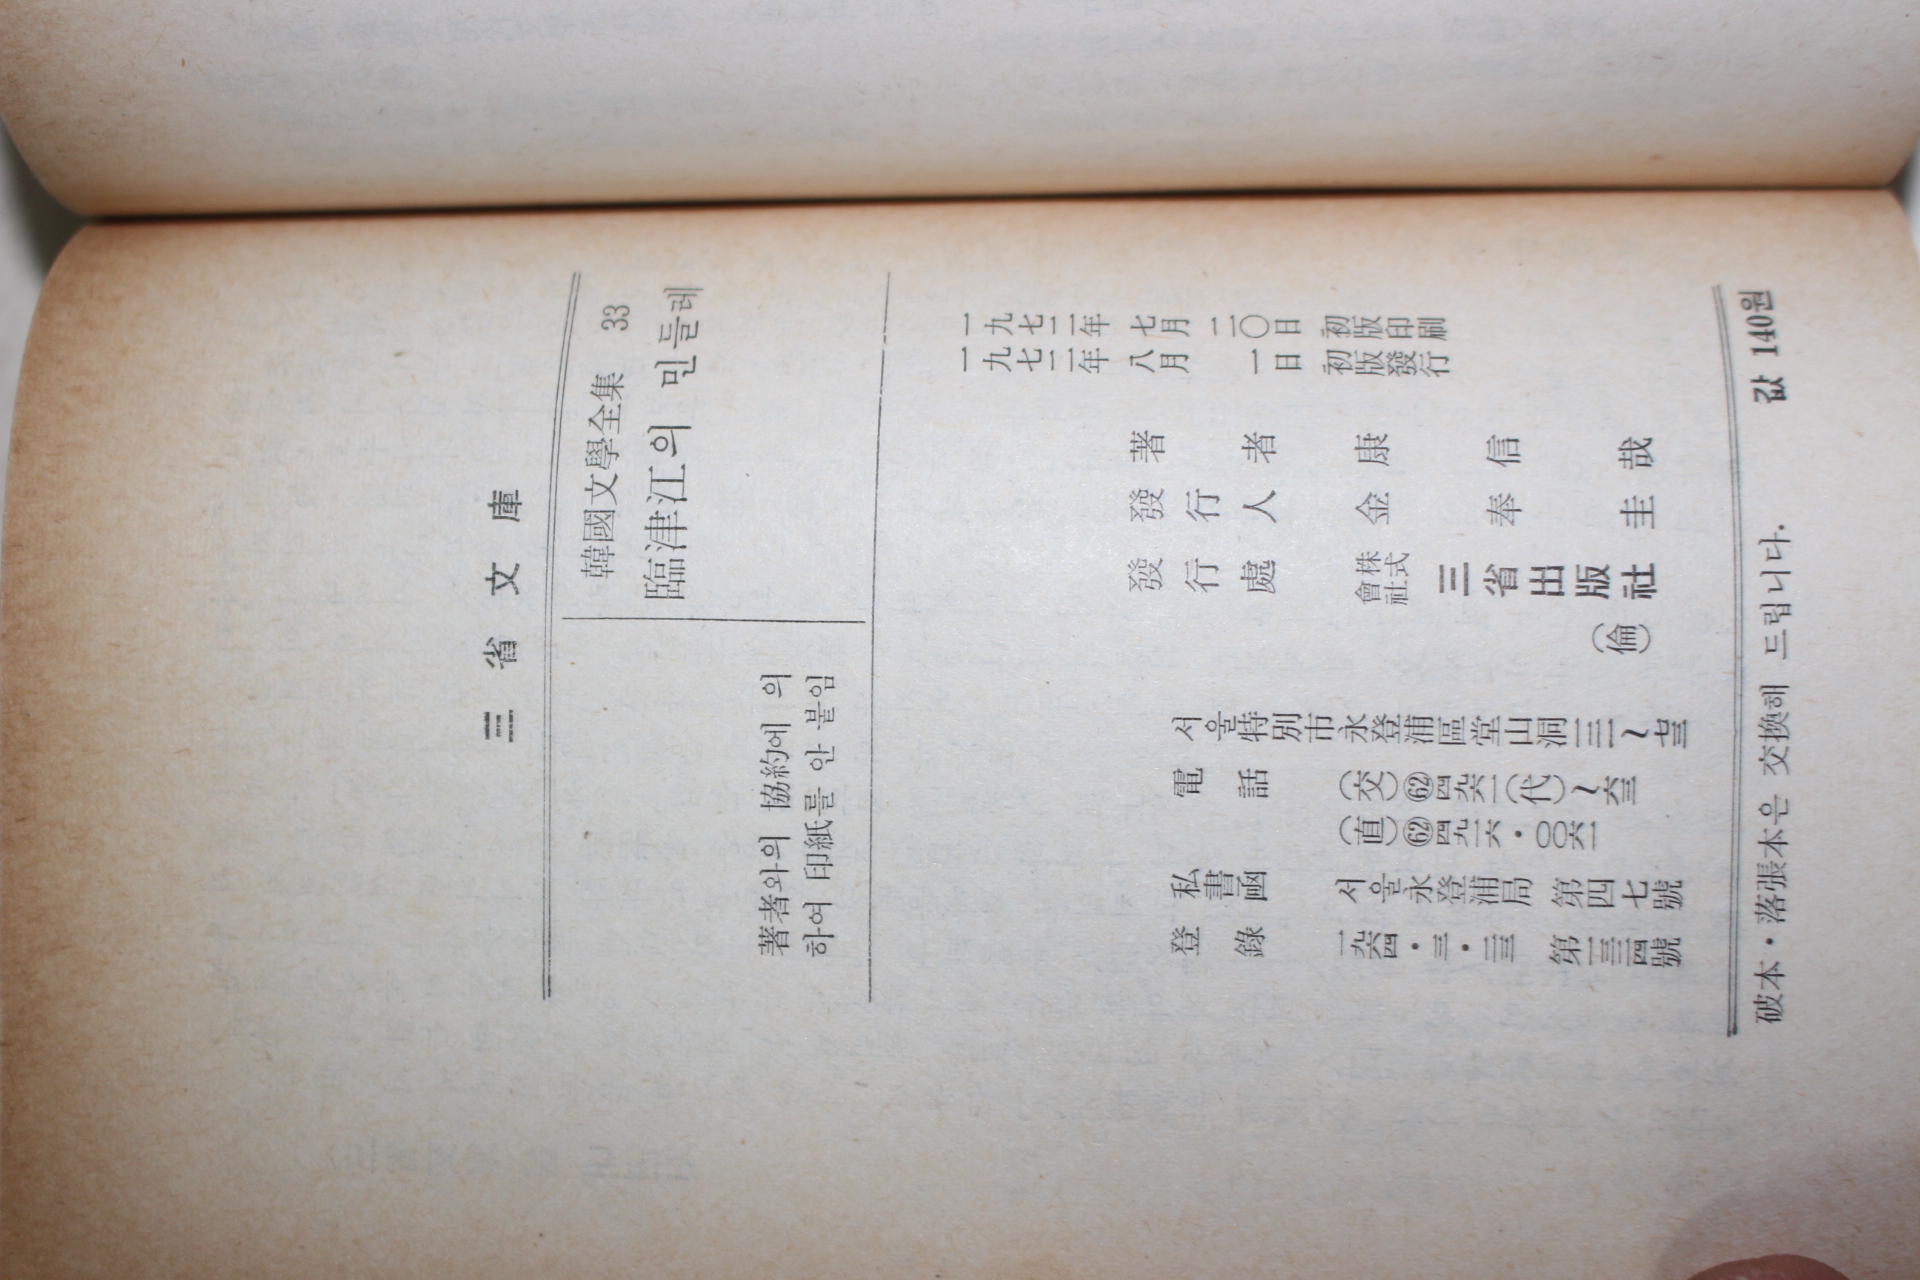 三省文庫
韓國文學全集 33
臨津江의 민들레
著者와의 協約에 의
하여 印紙를 안 붙임
一九七二年 七月 二〇日 初版印刷
一九七二年 八月 一日 初版發行
著者 康信哉
發行人 金奉圭
發行處 株式會社 三省出版社
(倫)
서울特別市永登浦區堂山洞
電話 (交)㉒四九六一(代)~六三
(直)㉒四九二六・〇〇六一
私書函 서울永登浦局 第四七號
登錄 一九六四・三・ 第一三三四號
破本・落張本은 交換해 드립니다.
값 140원